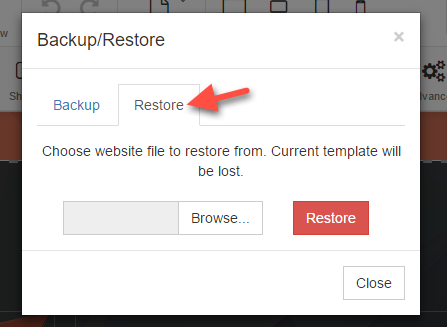 Backup/Restore
×
Backup Restore
Choose website file to restore from. Current template will
be lost.
Browse... Restore
Close